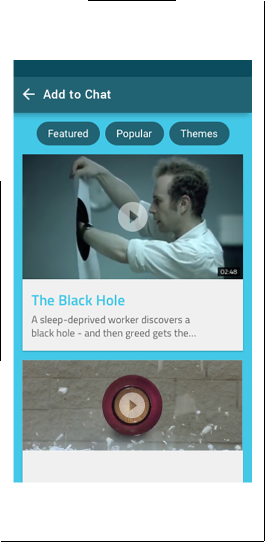 Add to Chat
Featured Popular Themes
02:48
The Black Hole
A sleep-deprived worker discovers a
black hole - and then greed gets the...